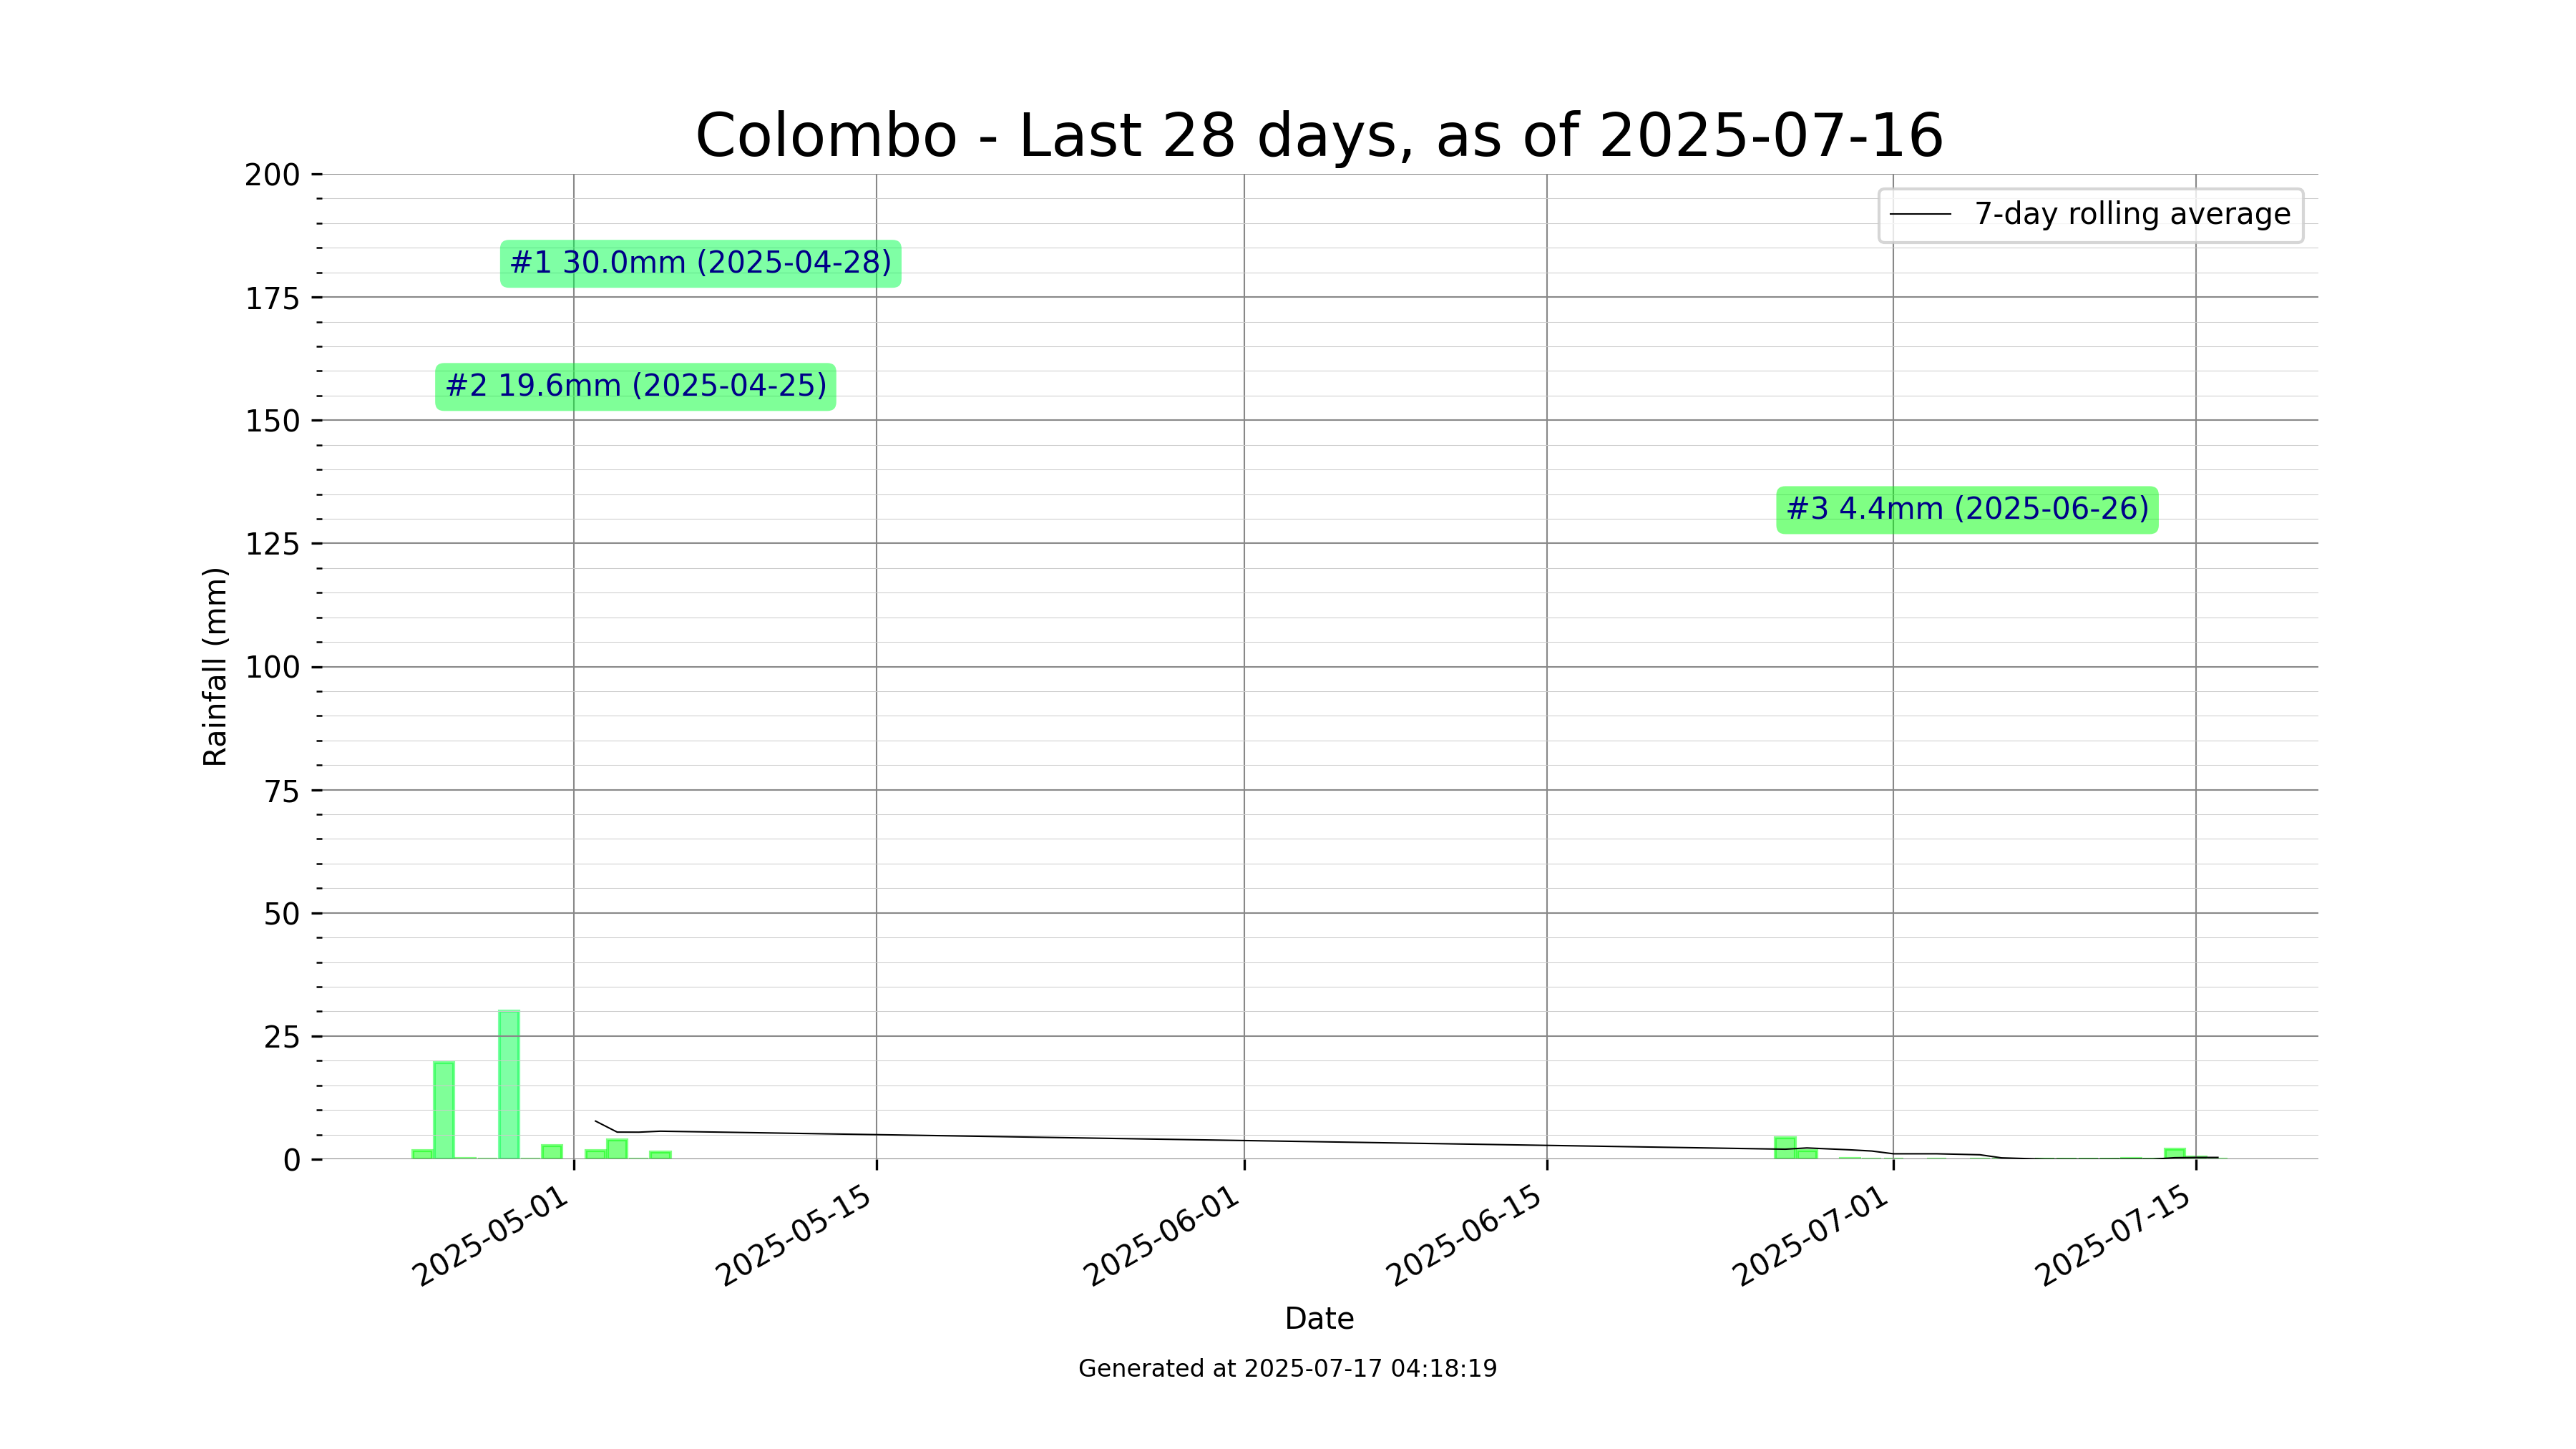 Colombo - Last 28 days, as of 2025-07-16
200
175
150
125
100
75
50
25
0
Rainfall (mm)
7-day rolling average
#1 30.0mm (2025-04-28)
#2 19.6mm (2025-04-25)
#3 4.4mm (2025-06-26)
2025-05-01
2025-05-15
2025-06-01
2025-06-15
2025-07-01
2025-07-15
Date
Generated at 2025-07-17 04:18:19